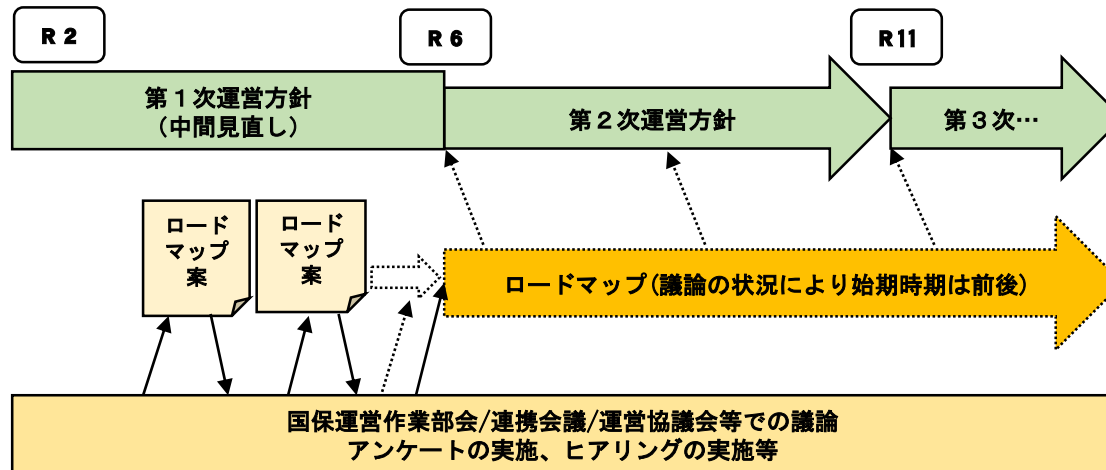 R2
R6
R11
第１次運営方針
（中間見直し）
第２次運営方針
第３次…
ロード
マップ
案
ロード
マップ
案
ロードマップ(議論の状況により始期時期は前後)
国保運営作業部会/連携会議/運営協議会等での議論
アンケートの実施、ヒアリングの実施等